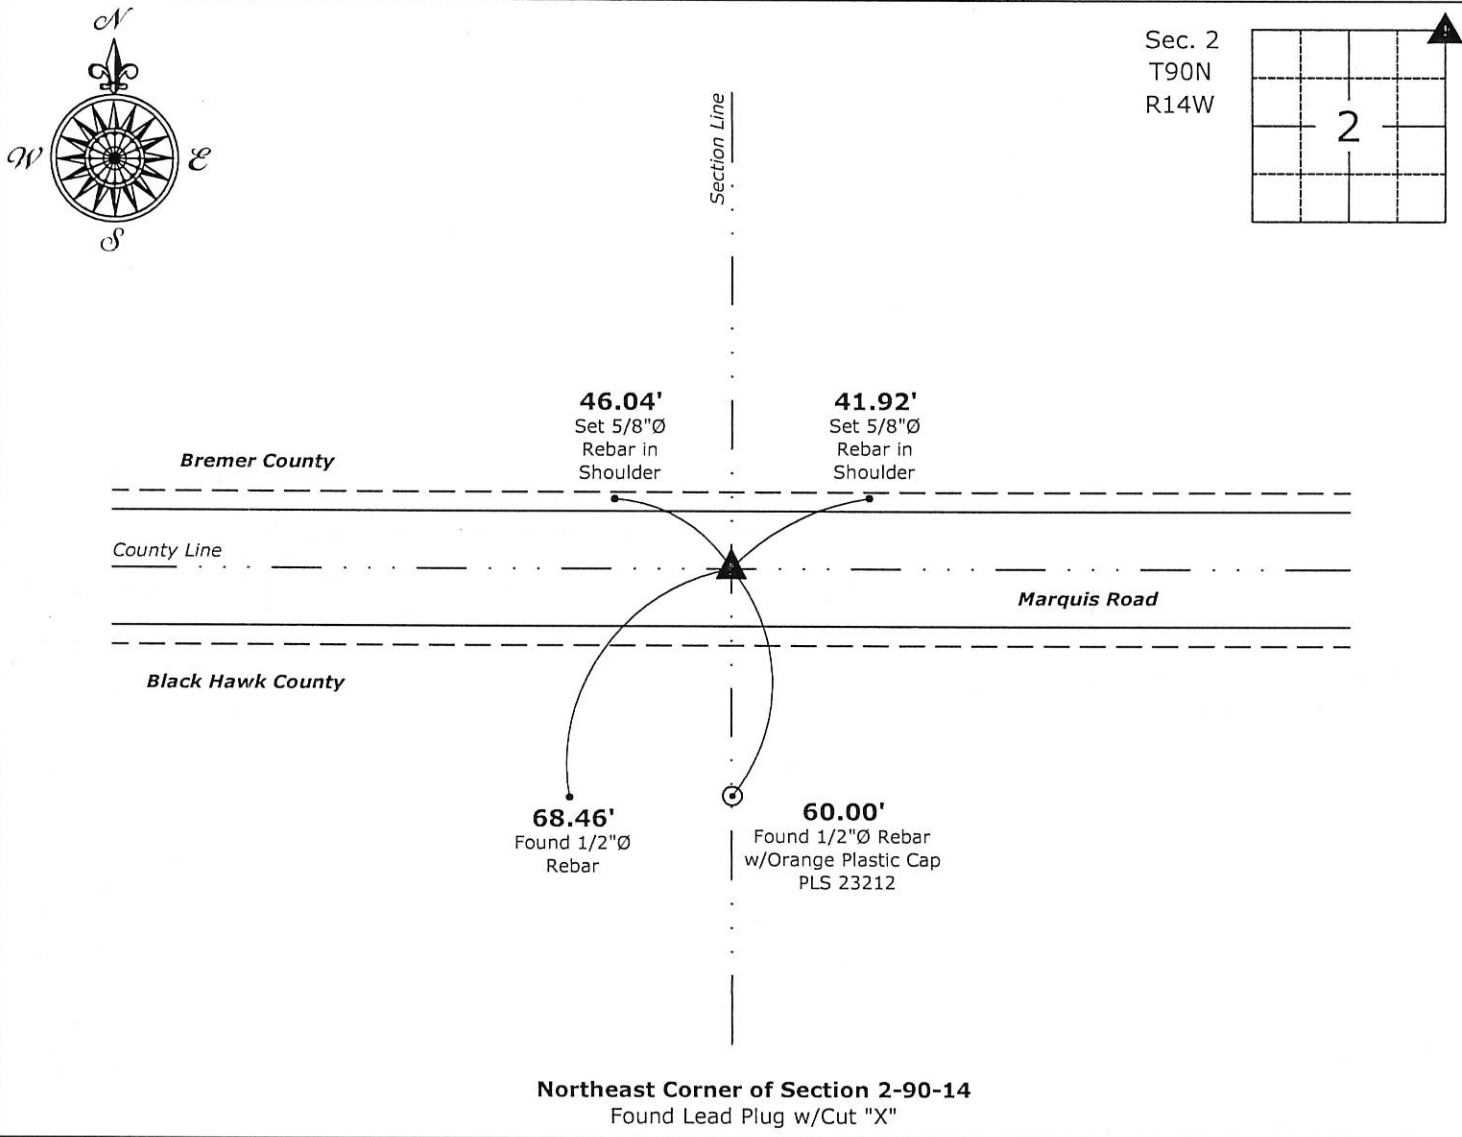 N
W
E
S
Sec. 2
T90N
R14W
2
Section Line
46.04'
Set 5/8"Ø
Rebar in
Shoulder
41.92'
Set 5/8"Ø
Rebar in
Shoulder
Bremer County
County Line
Marquis Road
Black Hawk County
68.46'
Found 1/2"Ø
Rebar
60.00'
Found 1/2"Ø Rebar
w/Orange Plastic Cap
PLS 23212
Northeast Corner of Section 2-90-14
Found Lead Plug w/Cut "X"